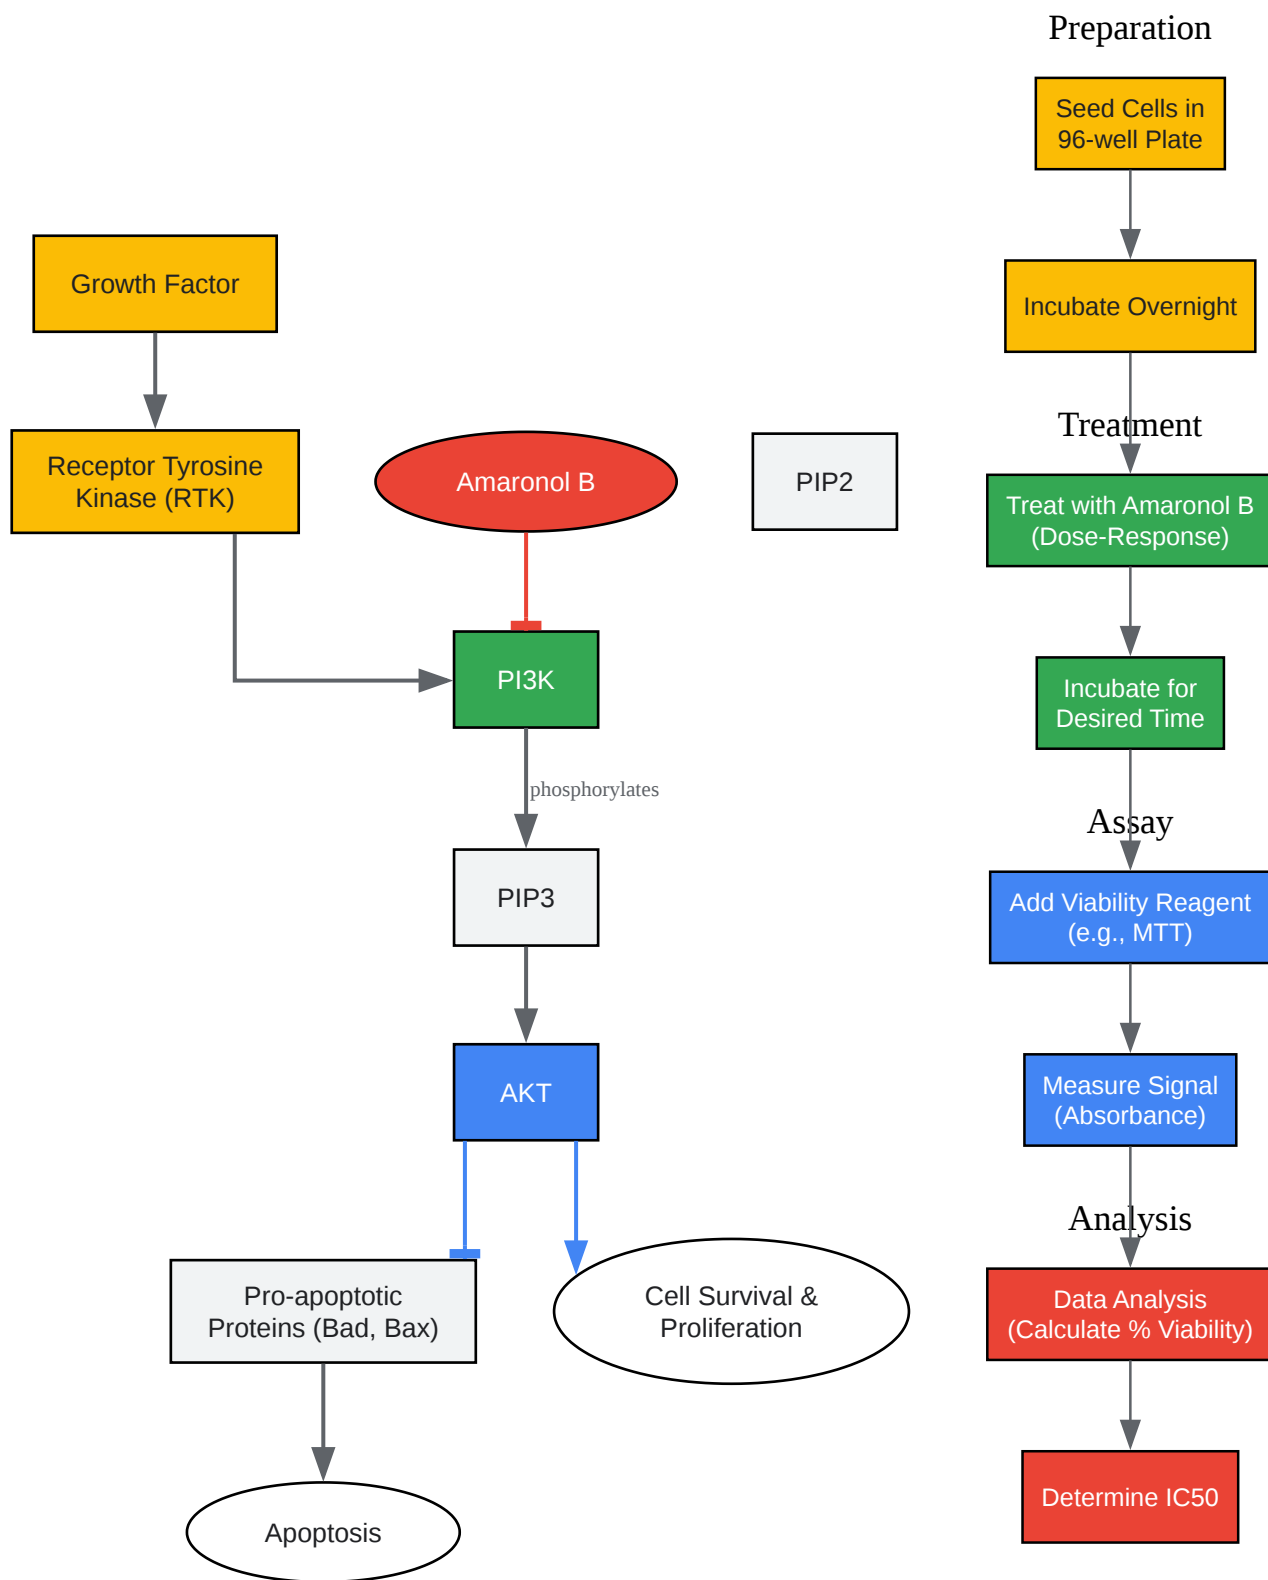 Growth Factor
Receptor Tyrosine
Kinase (RTK)
Amaronol B
PIP2
PI3K
phosphorylates
PIP3
AKT
Pro-apoptotic
Proteins (Bad, Bax)
Cell Survival &
Proliferation
Apoptosis
Preparation
Seed Cells in
96-well Plate
Incubate Overnight
Treatment
Treat with Amaronol B
(Dose-Response)
Incubate for
Desired Time
Assay
Add Viability Reagent
(e.g., MTT)
Measure Signal
(Absorbance)
Analysis
Data Analysis
(Calculate % Viability)
Determine IC50